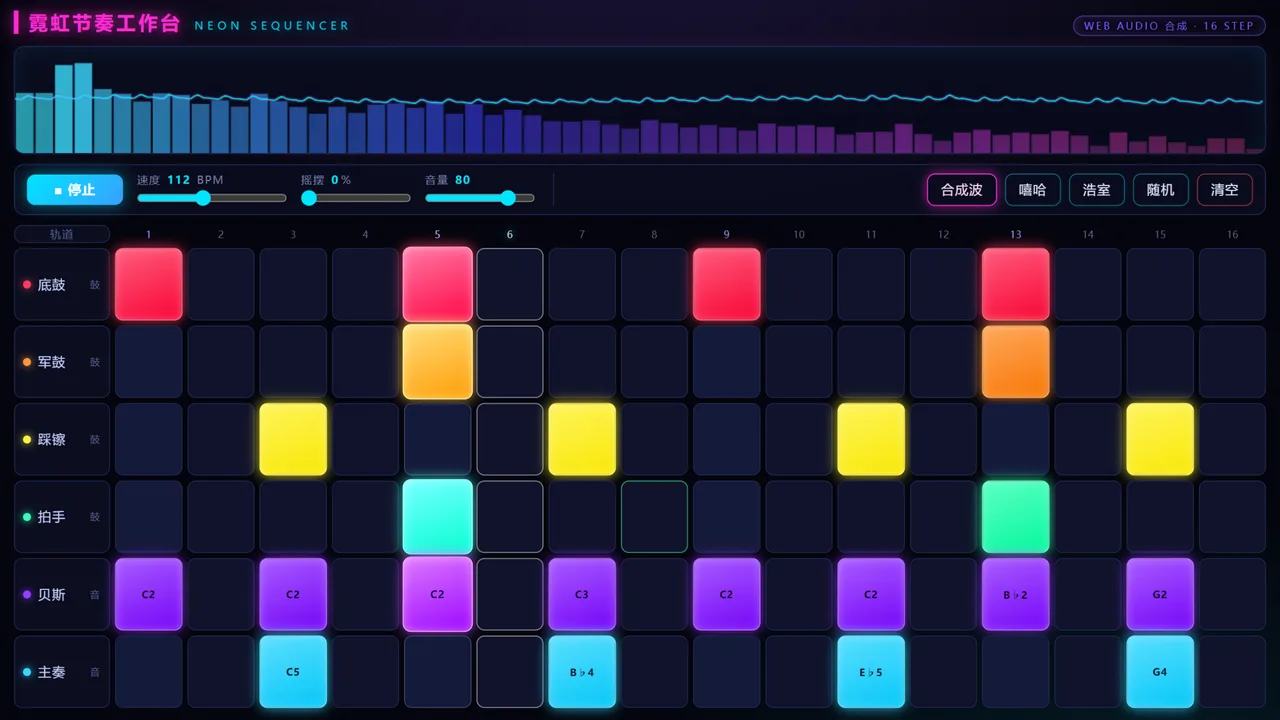 霓虹节奏工作台 NEON SEQUENCER
WEB AUDIO 合成 · 16 STEP
■ 停止
速度 112 BPM
摇摆 0%
音量 80
合成波 嘻哈 浩室 随机 清空
轨道 1 2 3 4 5 6 7 8 9 10 11 12 13 14 15 16
底鼓 鼓
军鼓 鼓
踩镲 鼓
拍手 鼓
贝斯 音 C2 C2 C2 C3 C2 C2 B♭2 G2
主奏 音 C5 B♭4 E♭5 G4